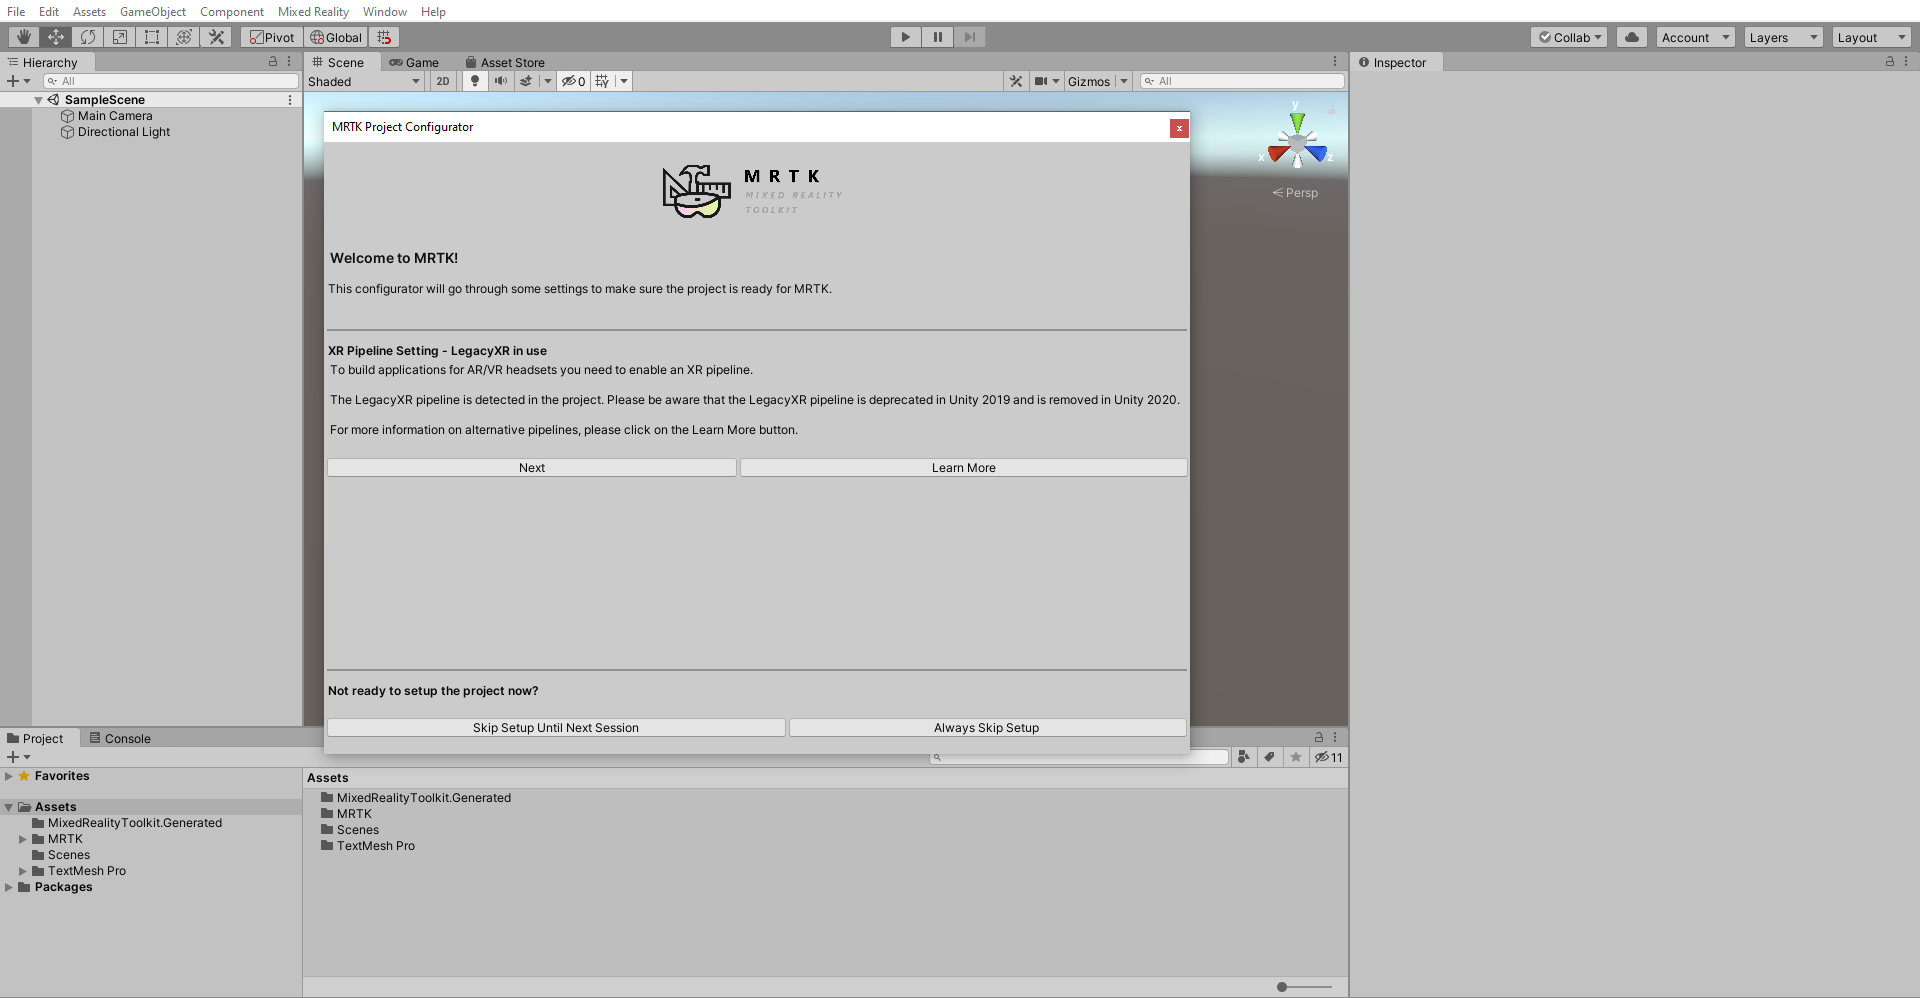 File Edit Assets GameObject Component Mixed Reality Window Help
Pivot Global Collab Account Layers Layout
Hierarchy
All
SampleScene
Main Camera
Directional Light
Scene Game Asset Store
Shaded 2D 0 Gizmos All
y
x z
Persp
Inspector
MRTK Project Configurator
x
MRTK
MIXED REALITY
TOOLKIT
Welcome to MRTK!
This configurator will go through some settings to make sure the project is ready for MRTK.
XR Pipeline Setting - LegacyXR in use
To build applications for AR/VR headsets you need to enable an XR pipeline.
The LegacyXR pipeline is detected in the project. Please be aware that the LegacyXR pipeline is deprecated in Unity 2019 and is removed in Unity 2020.
For more information on alternative pipelines, please click on the Learn More button.
Next Learn More
Not ready to setup the project now?
Skip Setup Until Next Session Always Skip Setup
Project Console
11
Favorites
Assets
MixedRealityToolkit.Generated
MRTK
Scenes
TextMesh Pro
Packages
Assets
MixedRealityToolkit.Generated
MRTK
Scenes
TextMesh Pro